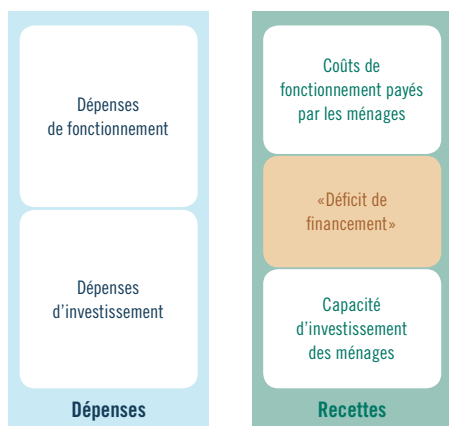 Dépenses
de fonctionnement
Dépenses
d'investissement
Dépenses
Coûts de
fonctionnement payés
par les ménages
«Déficit de
financement»
Capacité
d'investissement
des ménages
Recettes